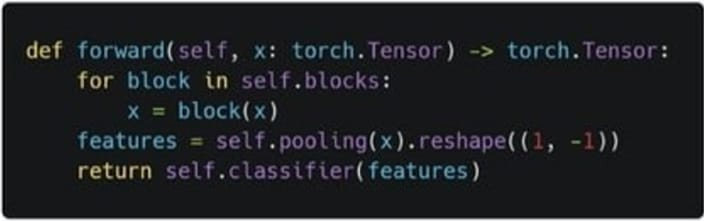 def forward(self, x: torch.Tensor) -> torch.Tensor:
    for block in self.blocks:
        x = block(x)
    features = self.pooling(x).reshape((1, -1))
    return self.classifier(features)